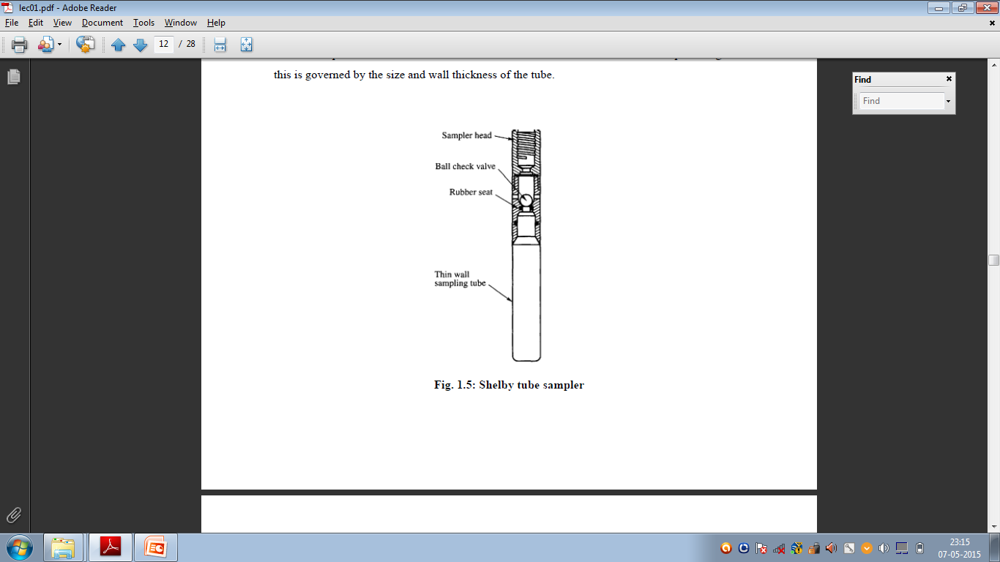 lec01.pdf - Adobe Reader
File Edit View Document Tools Window Help
12 / 28
this is governed by the size and wall thickness of the tube.
Find
Find
Sampler head
Ball check valve
Rubber seat
Thin wall
sampling tube
Fig. 1.5: Shelby tube sampler
23:15
07-05-2015